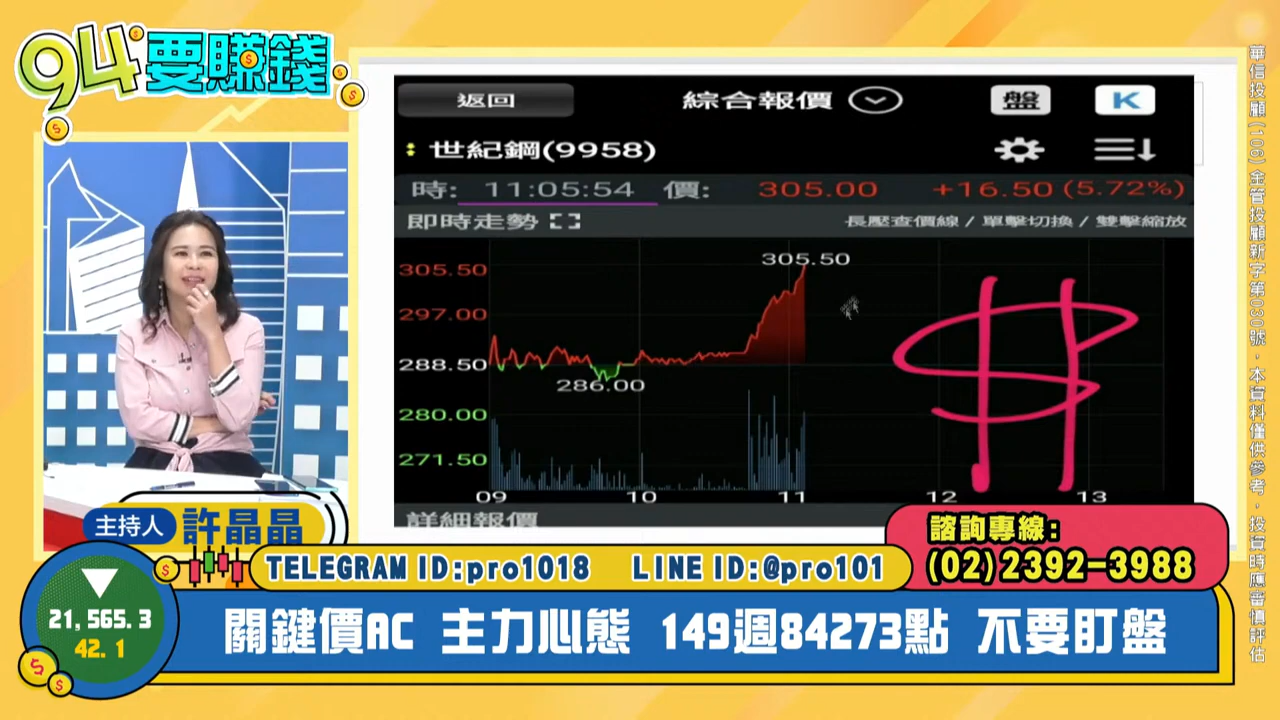 94要賺錢
返回
綜合報價
盤
K
世紀鋼(9958)
時: 11:05:54 價: 305.00 +16.50 (5.72%)
即時走勢
長壓查價線 / 單擊切換 / 雙擊縮放
305.50
297.00
288.50
280.00
271.50
305.50
286.00
09 10 11 12 13
詳細報價
$
主持人 許晶晶
TELEGRAM ID:pro1018 LINE ID:@pro101
諮詢專線:
(02)2392-3988
21,565.3
42.1
關鍵價AC 主力心態 149週84273點 不要盯盤
華信投顧(106)金管投顧新字第030號,本資料僅供參考,投資時應審慎評估